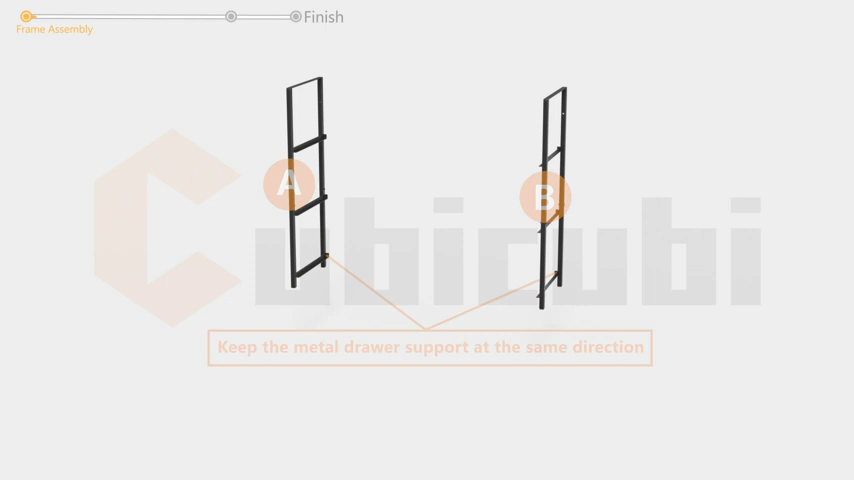 Finish
Frame Assembly
A
B
Cubicubi
Keep the metal drawer support at the same direction